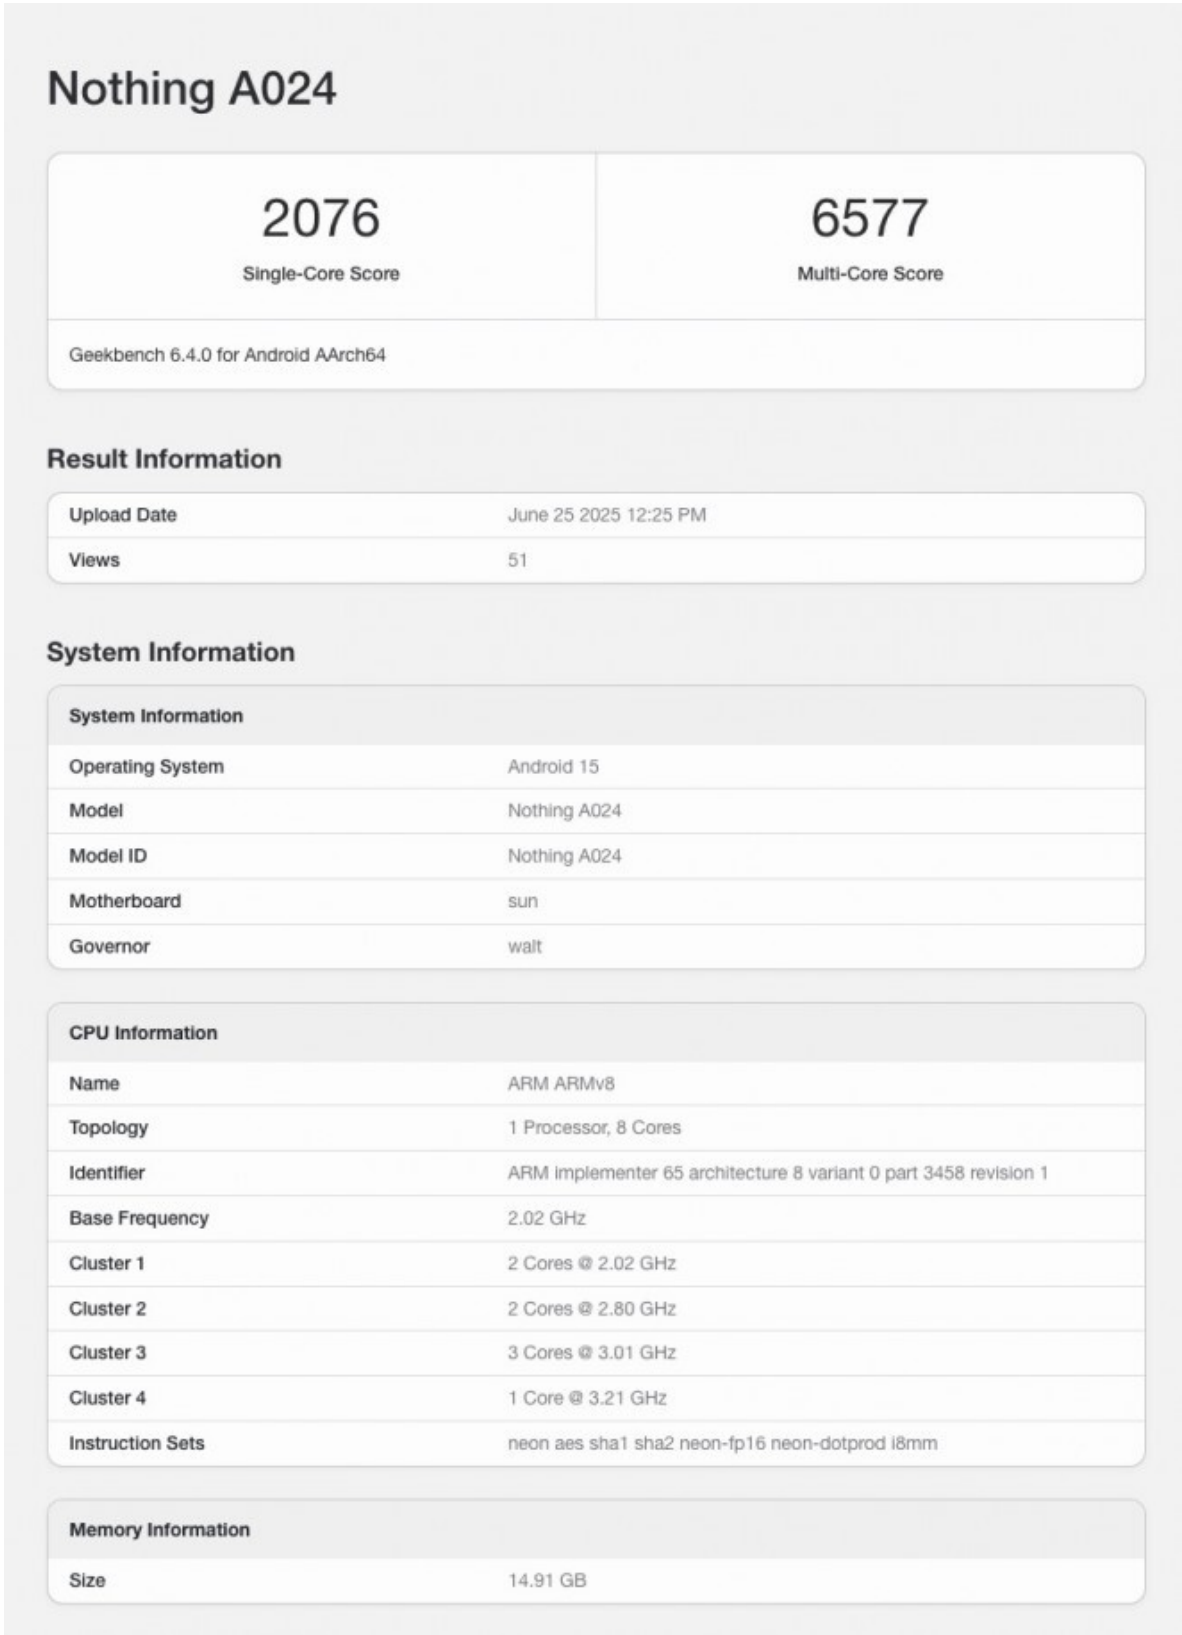 Nothing A024
2076
Single-Core Score
6577
Multi-Core Score
Geekbench 6.4.0 for Android AArch64
Result Information
Upload Date June 25 2025 12:25 PM
Views 51
System Information
System Information
Operating System Android 15
Model Nothing A024
Model ID Nothing A024
Motherboard sun
Governor walt
CPU Information
Name ARM ARMv8
Topology 1 Processor, 8 Cores
Identifier ARM implementer 65 architecture 8 variant 0 part 3458 revision 1
Base Frequency 2.02 GHz
Cluster 1 2 Cores @ 2.02 GHz
Cluster 2 2 Cores @ 2.80 GHz
Cluster 3 3 Cores @ 3.01 GHz
Cluster 4 1 Core @ 3.21 GHz
Instruction Sets neon aes sha1 sha2 neon-fp16 neon-dotprod i8mm
Memory Information
Size 14.91 GB